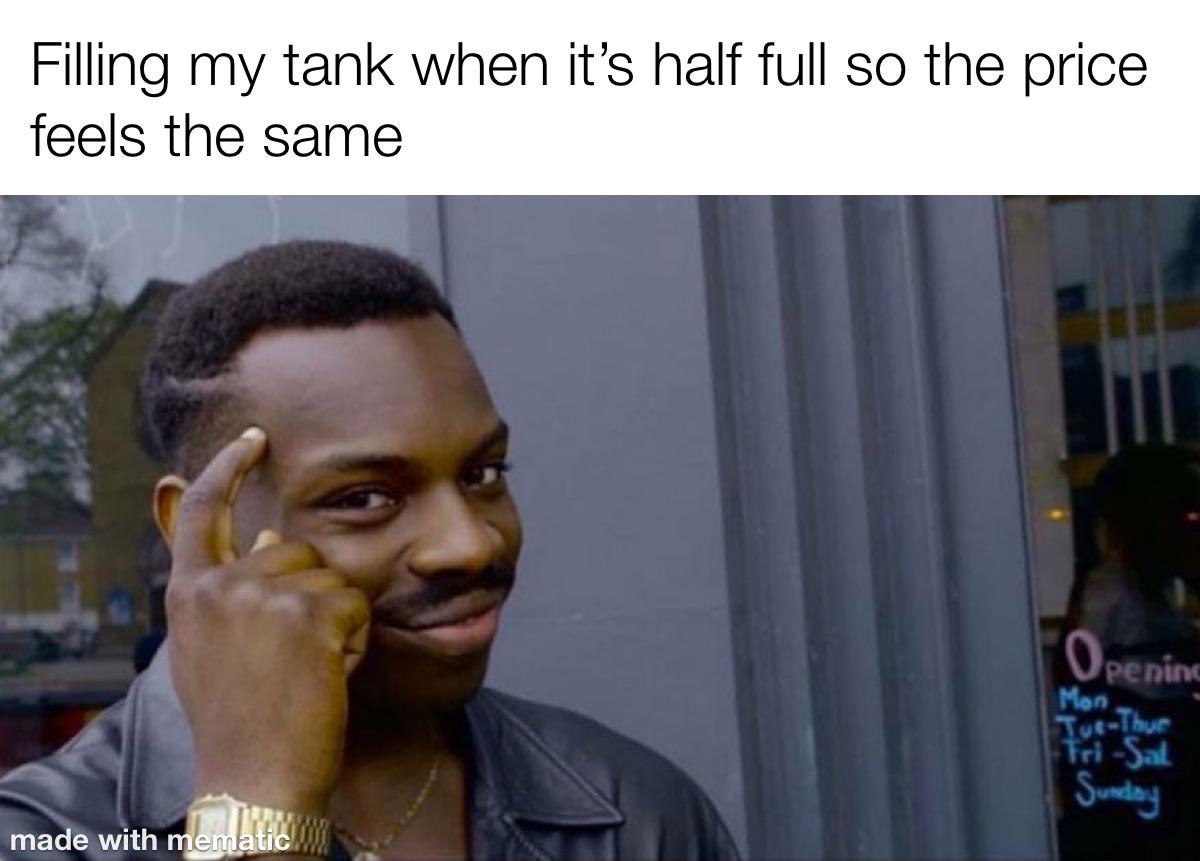 Filling my tank when it’s half full so the price
feels the same
Opening
Mon
Tue-Thur
Fri -Sat
Sunday
made with mematic